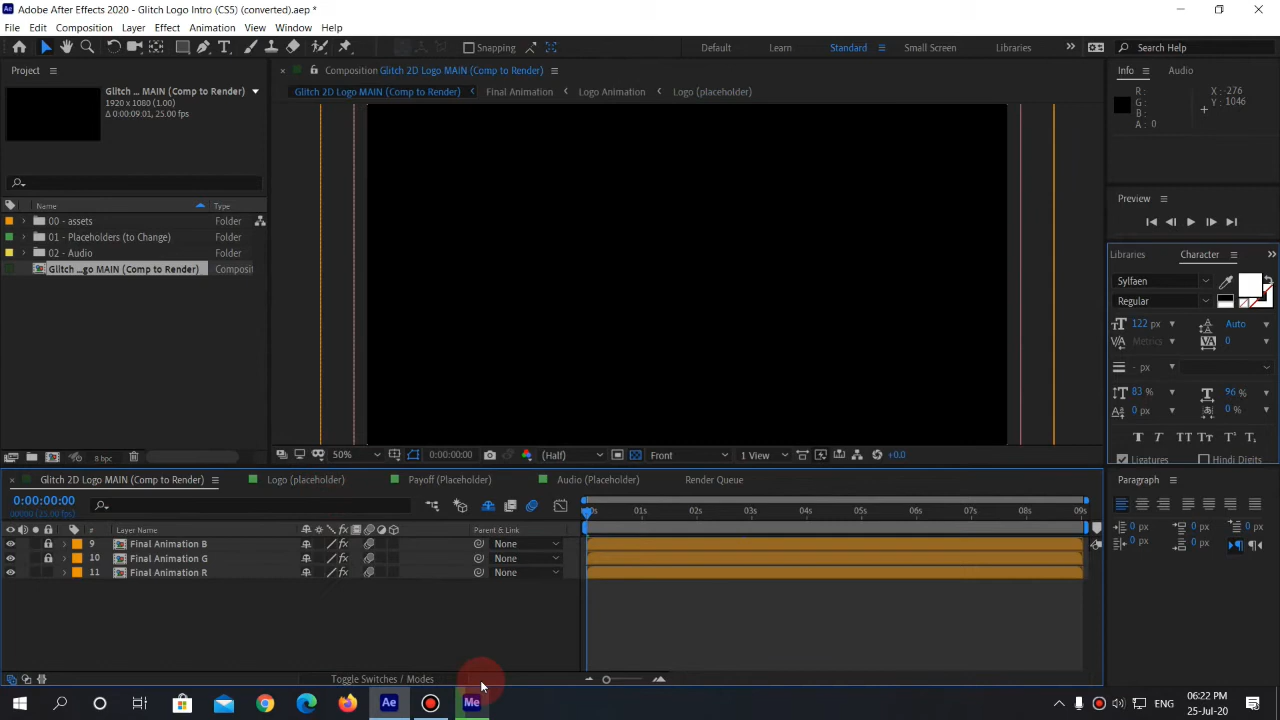 Adobe After Effects 2020 - Glitch Logo Intro (CS5) (converted).aep *
File Edit Composition Layer Effect Animation View Window Help
Snapping Default Learn Standard Small Screen Libraries Search Help
Project
Glitch ... MAIN (Comp to Render)
1920 x 1080 (1.00)
Δ 0:00:09:01, 25.00 fps
Name Type
00 - assets Folder
01 - Placeholders (to Change) Folder
02 - Audio Folder
Glitch ...go MAIN (Comp to Render) Composit
8 bpc
Composition Glitch 2D Logo MAIN (Comp to Render)
Glitch 2D Logo MAIN (Comp to Render) Final Animation Logo Animation Logo (placeholder)
50% 0:00:00:00 (Half) Front 1 View +0.0
Info Audio
R: X: -276
G: Y: 1046
B:
A: 0
Preview
Libraries Character
Sylfaen
Regular
122 px Auto
Metrics 0
- px
83 % 96 %
0 px 0 %
Ligatures Hindi Digits
Paragraph
0 px 0 px 0 px
0 px 0 px
Glitch 2D Logo MAIN (Comp to Render) Logo (placeholder) Payoff (Placeholder) Audio (Placeholder) Render Queue
0:00:00:00
00000 (25.00 fps)
01s 02s 03s 04s 05s 06s 07s 08s 09s
# Layer Name Parent & Link
9 Final Animation B None
10 Final Animation G None
11 Final Animation R None
Toggle Switches / Modes
Ae Me
ENG
06:22 PM
25-Jul-20